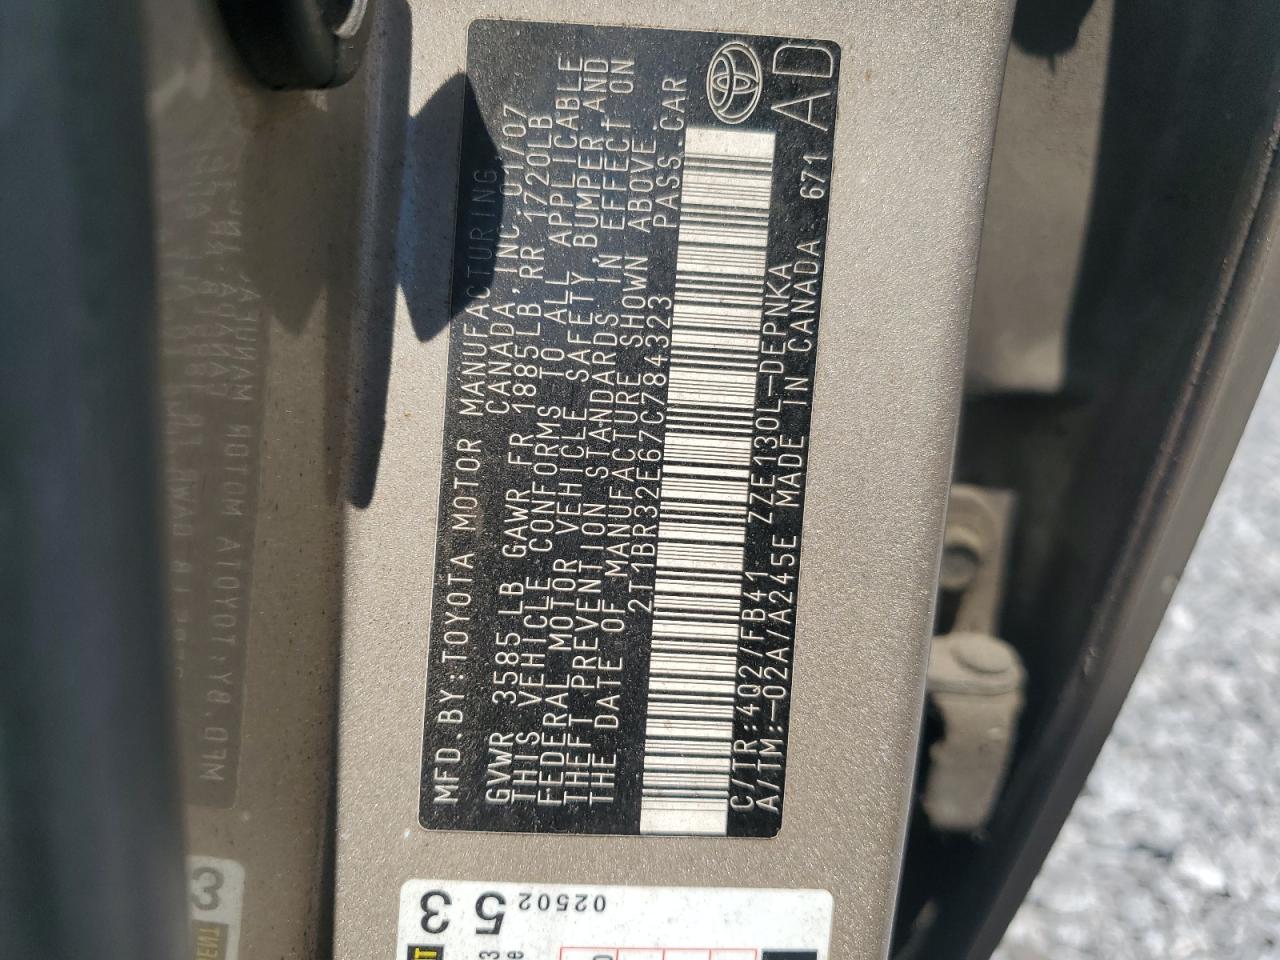 MFD.BY:TOYOTA MOTOR MANUFACTURING
CANADA,INC.01/07
GVWR 3585 LB GAWR FR 1885LB RR 1720LB
THIS VEHICLE CONFORMS TO ALL APPLICABLE
FEDERAL MOTOR VEHICLE SAFETY, BUMPER,AND
THEFT PREVENTION STANDARDS IN EFFECT ON
THE DATE OF MANUFACTURE SHOWN ABOVE.
2T1BR32E67C784323 PASS.CAR
C/TR:4Q2/FB41 ZZE130L-DEPNKA
A/TM:-02A/A245E MADE IN CANADA 671
AD
02502
5
3